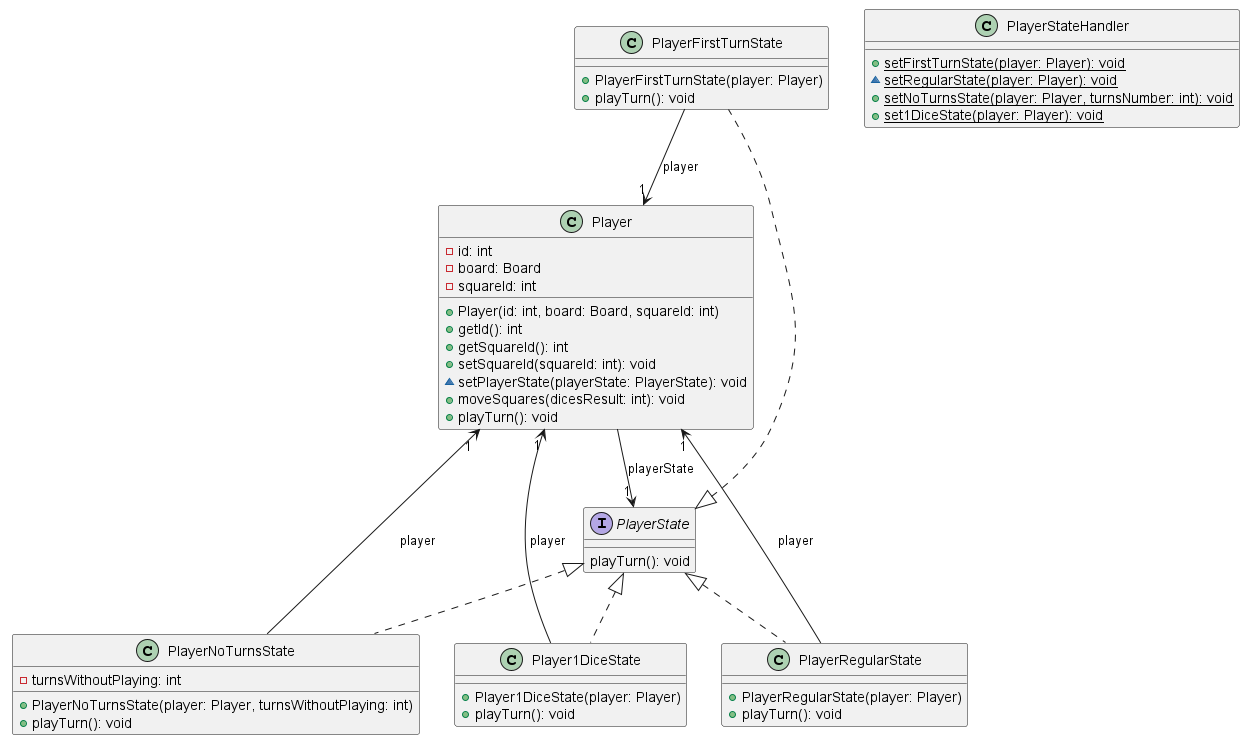 C PlayerFirstTurnState
PlayerFirstTurnState(player: Player)
playTurn(): void
C PlayerStateHandler
setFirstTurnState(player: Player): void
setRegularState(player: Player): void
setNoTurnsState(player: Player, turnsNumber: int): void
set1DiceState(player: Player): void
player
1
C Player
id: int
board: Board
squareId: int
Player(id: int, board: Board, squareId: int)
getId(): int
getSquareId(): int
setSquareId(squareId: int): void
setPlayerState(playerState: PlayerState): void
moveSquares(dicesResult: int): void
playTurn(): void
1
1
1
playerState
1
I PlayerState
playTurn(): void
player
player
player
C PlayerNoTurnsState
turnsWithoutPlaying: int
PlayerNoTurnsState(player: Player, turnsWithoutPlaying: int)
playTurn(): void
C Player1DiceState
Player1DiceState(player: Player)
playTurn(): void
C PlayerRegularState
PlayerRegularState(player: Player)
playTurn(): void